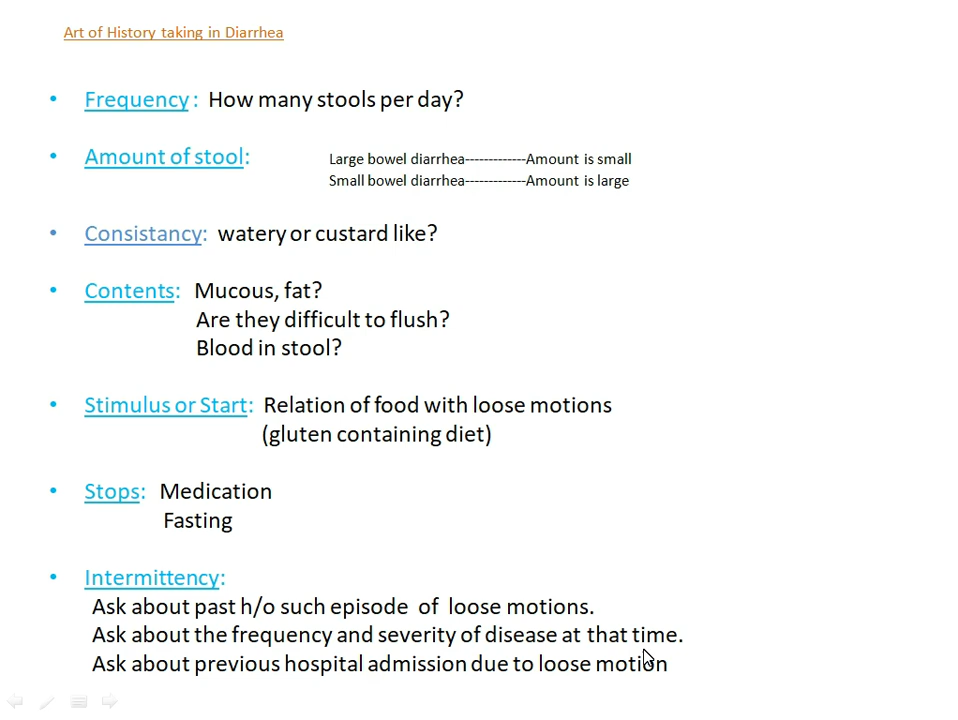 Art of History taking in Diarrhea
• Frequency: How many stools per day?
• Amount of stool: Large bowel diarrhea-------------Amount is small
Small bowel diarrhea-------------Amount is large
• Consistancy: watery or custard like?
• Contents: Mucous, fat?
Are they difficult to flush?
Blood in stool?
• Stimulus or Start: Relation of food with loose motions
(gluten containing diet)
• Stops: Medication
Fasting
• Intermittency:
Ask about past h/o such episode of loose motions.
Ask about the frequency and severity of disease at that time.
Ask about previous hospital admission due to loose motion